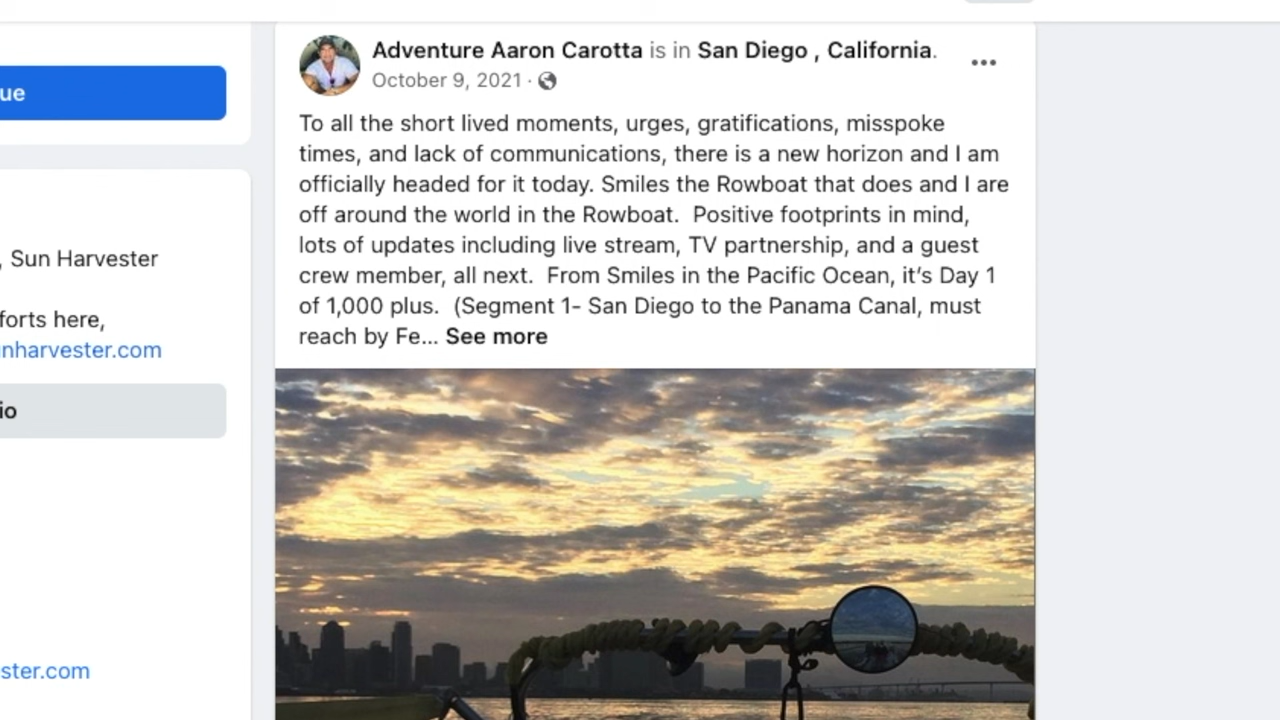 ue
, Sun Harvester
forts here,
nharvester.com
io
ster.com
Adventure Aaron Carotta is in San Diego , California.
October 9, 2021 ·
To all the short lived moments, urges, gratifications, misspoke
times, and lack of communications, there is a new horizon and I am
officially headed for it today. Smiles the Rowboat that does and I are
off around the world in the Rowboat.  Positive footprints in mind,
lots of updates including live stream, TV partnership, and a guest
crew member, all next.  From Smiles in the Pacific Ocean, it’s Day 1
of 1,000 plus.  (Segment 1- San Diego to the Panama Canal, must
reach by Fe... See more